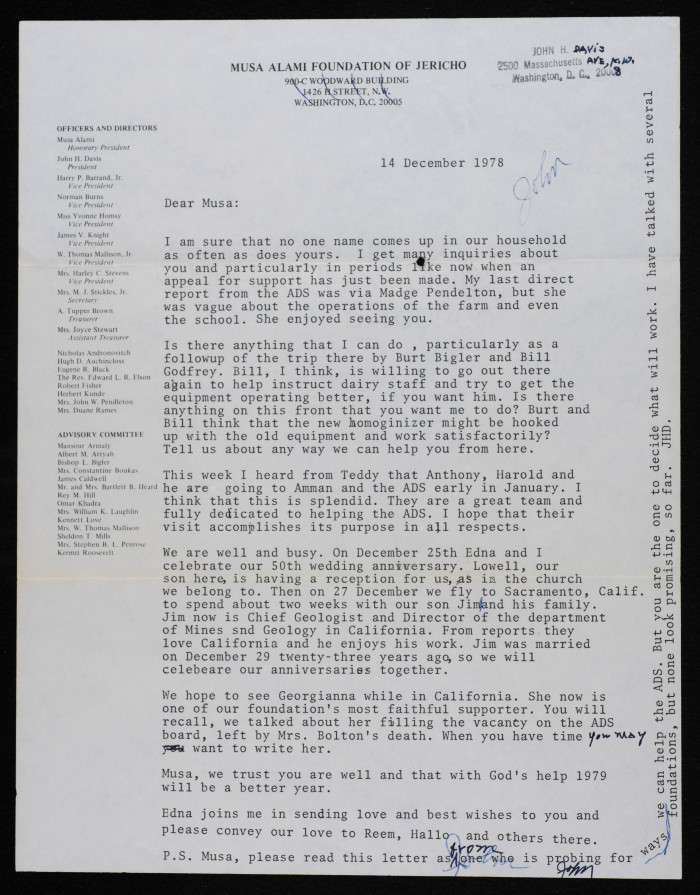 MUSA ALAMI FOUNDATION OF JERICHO
900-C WOODWARD BUILDING
1426 H STREET, N.W.
WASHINGTON, D.C. 20005
JOHN H. DAVIS
2500 Massachusetts AVE, N.W.
Washington, D. C. 20008
OFFICERS AND DIRECTORS
Musa Alami
Honorary President
John H. Davis
President
Harry P. Barrand, Jr.
Vice President
Norman Burns
Vice President
Miss Yvonne Homsy
Vice President
James V. Knight
Vice President
W. Thomas Mallison, Jr.
Vice President
Mrs. Harley C. Stevens
Vice President
Mrs. M. J. Stickles, Jr.
Secretary
A. Tupper Brown
Treasurer
Mrs. Joyce Stewart
Assistant Treasurer
Nicholas Andronovitch
Hugh D. Auchincloss
Eugene R. Black
The Rev. Edward L. R. Elson
Robert Fisher
Herbert Kunde
Mrs. John W. Pendleton
Mrs. Duane Rames
ADVISORY COMMITTEE
Mansour Armaly
Albert M. Attyah
Bishop L. Bigler
Mrs. Constantine Boukas
James Caldwell
Mr. and Mrs. Bartlett B. Heard
Rey M. Hill
Omar Khadra
Mrs. William K. Laughlin
Kennett Love
Mrs. W. Thomas Mallison
Sheldon T. Mills
Mrs. Stephen B. L. Penrose
Kermit Roosevelt
14 December 1978
John
Dear Musa:
I am sure that no one name comes up in our household
as often as does yours.  I get many inquiries about
you and particularly in periods like now when an
appeal for support has just been made. My last direct
report from the ADS was via Madge Pendelton, but she
was vague about the operations of the farm and even
the school. She enjoyed seeing you.
Is there anything that I can do , particularly as a
followup of the trip there by Burt Bigler and Bill
Godfrey. Bill, I think, is willing to go out there
again to help instruct dairy staff and try to get the
equipment operating better, if you want him. Is there
anything on this front that you want me to do? Burt and
Bill think that the new homoginizer might be hooked
up with the old equipment and work satisfactorily?
Tell us about any way we can help you from here.
This week I heard from Teddy that Anthony, Harold and
he are  going to Amman and the ADS early in January. I
think that this is splendid. They are a great team and
fully dedicated to helping the ADS. I hope that their
visit accomplishes its purpose in all respects.
We are well and busy. On December 25th Edna and I
celebrate our 50th wedding anniversary. Lowell, our
son here, is having a reception for us, as in the church
we belong to. Then on 27 December we fly to Sacramento, Calif.
to spend about two weeks with our son Jim and his family.
Jim now is Chief Geologist and Director of the department
of Mines snd Geology in California. From reports they
love California and he enjoys his work. Jim was married
on December 29 twenty-three years ago, so we will
celebeare our anniversaries together.
We hope to see Georgianna while in California. She now is
one of our foundation's most faithful supporter. You will
recall, we talked about her filling the vacancy on the ADS
board, left by Mrs. Bolton's death. When you have time you may
you want to write her.
Musa, we trust you are well and that with God's help 1979
will be a better year.
Edna joins me in sending love and best wishes to you and
please convey our love to Reem, Hallo and others there.
P.S. Musa, please read this letter as from one who is probing for
John
John
ways we can help the ADS. But you are the one to decide what will work. I have talked with several
foundations, but none look promising, so far.  JHD.